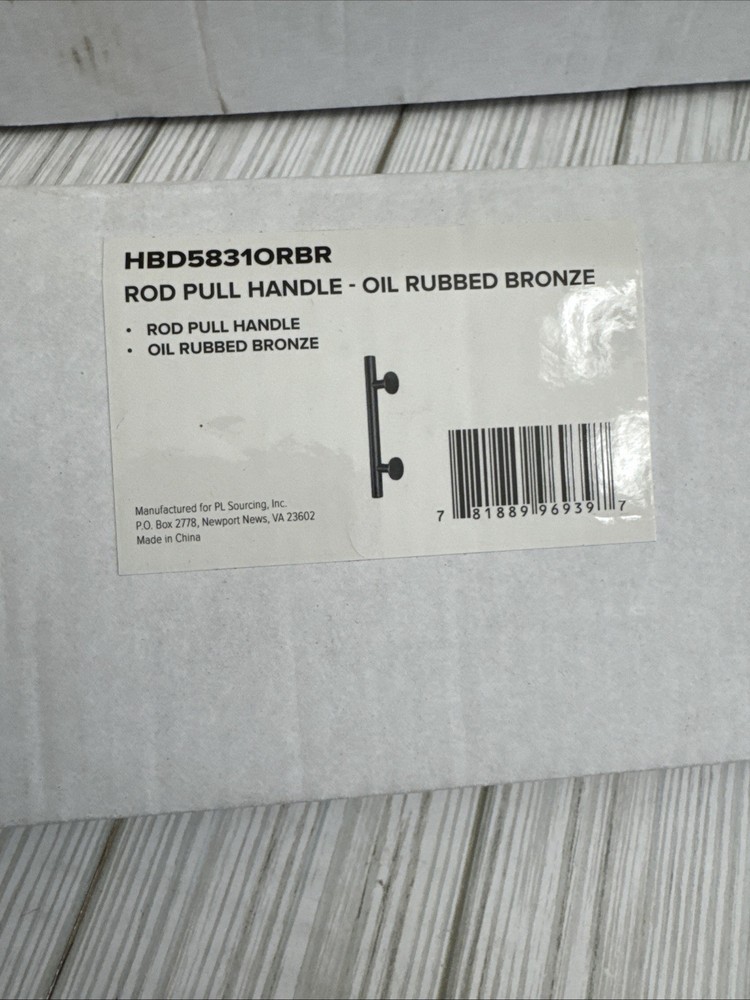 HBD5831ORBR
ROD PULL HANDLE - OIL RUBBED BRONZE
• ROD PULL HANDLE
• OIL RUBBED BRONZE
Manufactured for PL Sourcing, Inc.
P.O. Box 2778, Newport News, VA 23602
Made in China
7 81889 96939 7